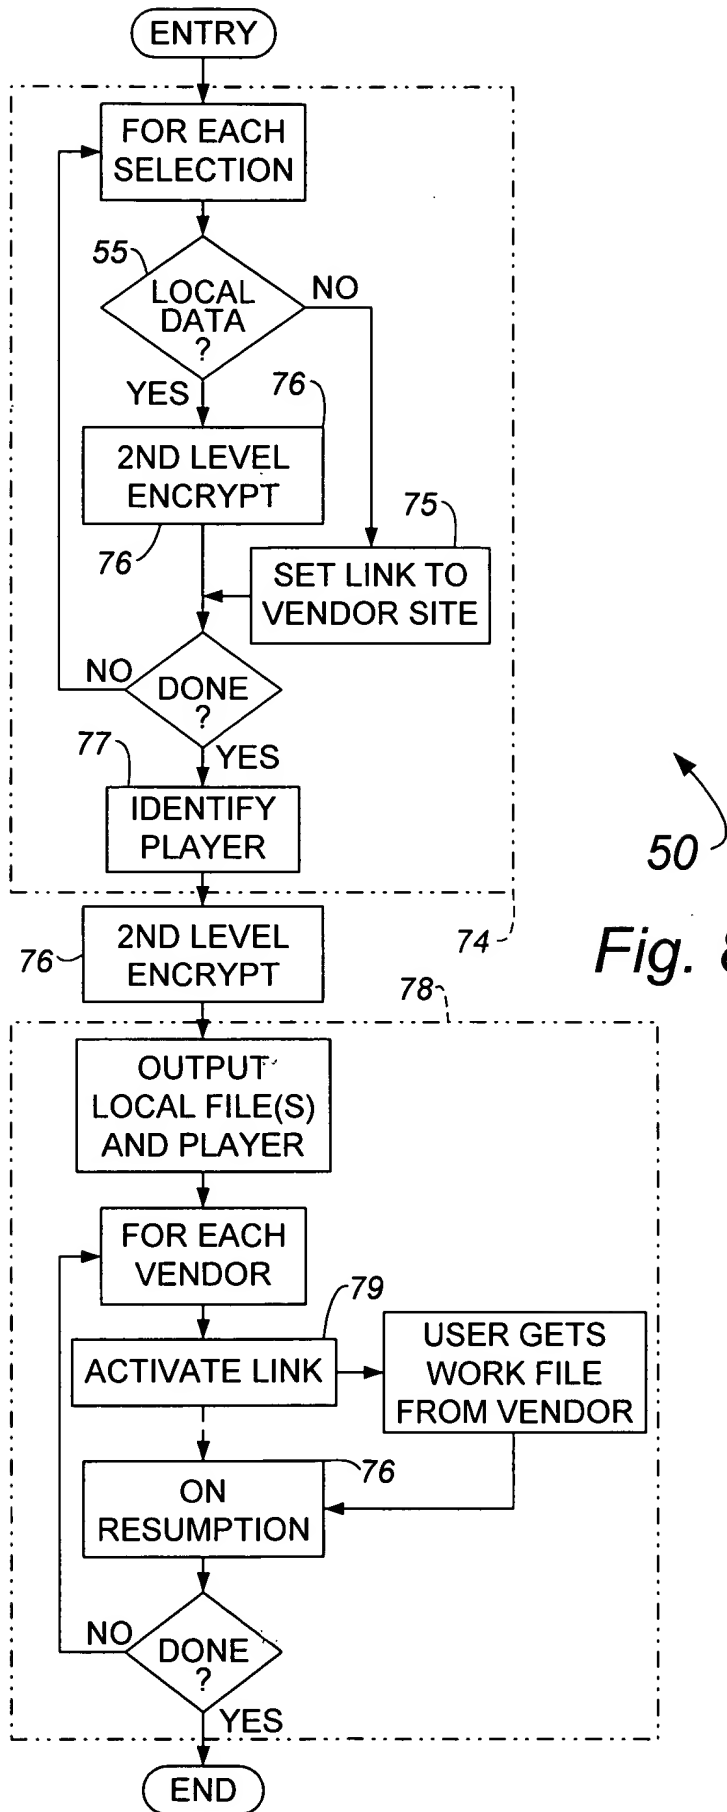 ENTRY
FOR EACH
SELECTION
55
LOCAL
DATA
?
NO
YES
76
2ND LEVEL
ENCRYPT
76
75
SET LINK TO
VENDOR SITE
NO
DONE
?
YES
77
IDENTIFY
PLAYER
50
74
76
2ND LEVEL
ENCRYPT
Fig. 8
78
OUTPUT
LOCAL FILE(S)
AND PLAYER
FOR EACH
VENDOR
79
ACTIVATE LINK
USER GETS
WORK FILE
FROM VENDOR
76
ON
RESUMPTION
NO
DONE
?
YES
END